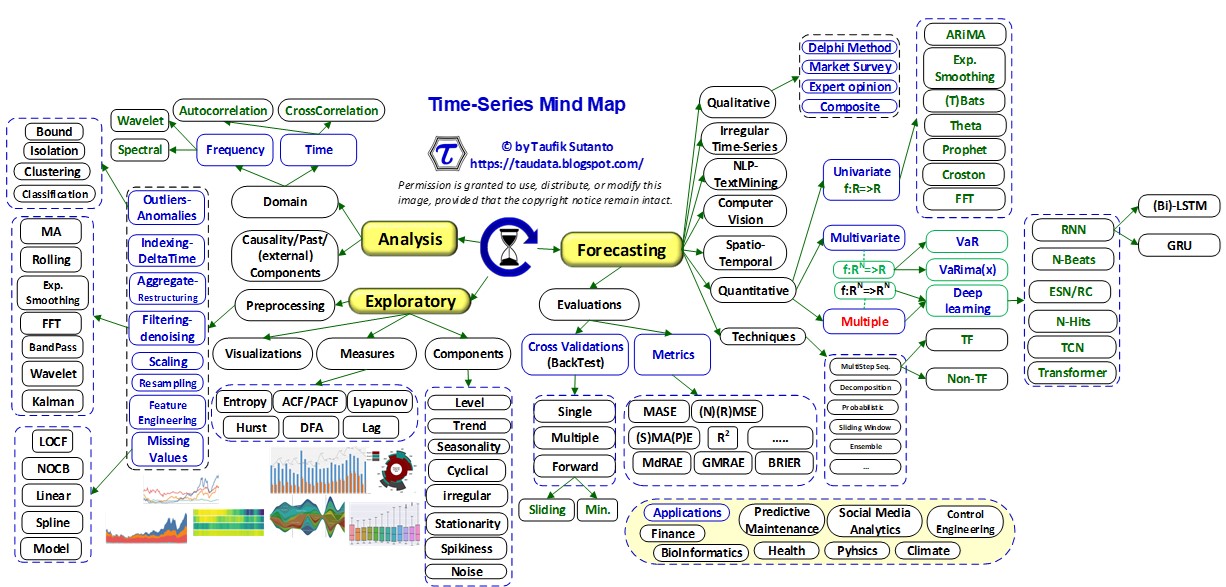 Time-Series Mind Map
τ
© by Taufik Sutanto
https://taudata.blogspot.com/
Permission is granted to use, distribute, or modify this
image, provided that the copyright notice remain intact.
Analysis
Domain
Frequency
Time
Wavelet
Spectral
Autocorrelation
CrossCorrelation
Causality/Past/
(external)
Components
Preprocessing
Outliers-
Anomalies
Indexing-
DeltaTime
Aggregate-
Restructuring
Filtering-
denoising
Scaling
Resampling
Feature
Engineering
Missing
Values
Bound
Isolation
Clustering
Classification
MA
Rolling
Exp.
Smoothing
FFT
BandPass
Wavelet
Kalman
LOCF
NOCB
Linear
Spline
Model
Exploratory
Visualizations
Measures
Components
Entropy
ACF/PACF
Lyapunov
Hurst
DFA
Lag
Level
Trend
Seasonality
Cyclical
irregular
Stationarity
Spikiness
Noise
Forecasting
Qualitative
Delphi Method
Market Survey
Expert opinion
Composite
Irregular
Time-Series
NLP-
TextMining
Computer
Vision
Spatio-
Temporal
Quantitative
Univariate
f:R=>R
ARiMA
Exp.
Smoothing
(T)Bats
Theta
Prophet
Croston
FFT
Multivariate
f:R^N=>R
f:R^N=>R^N
Multiple
VaR
VaRima(x)
Deep
learning
RNN
N-Beats
ESN/RC
N-Hits
TCN
Transformer
(Bi)-LSTM
GRU
Techniques
MultiStep Seq.
Decomposition
Probabilistic
Sliding Window
Ensemble
...
TF
Non-TF
Evaluations
Cross Validations
(BackTest)
Metrics
Single
Multiple
Forward
Sliding
Min.
MASE
(N)(R)MSE
(S)MA(P)E
R²
.....
MdRAE
GMRAE
BRIER
Applications
Predictive
Maintenance
Social Media
Analytics
Control
Engineering
Finance
BioInformatics
Health
Pyhsics
Climate